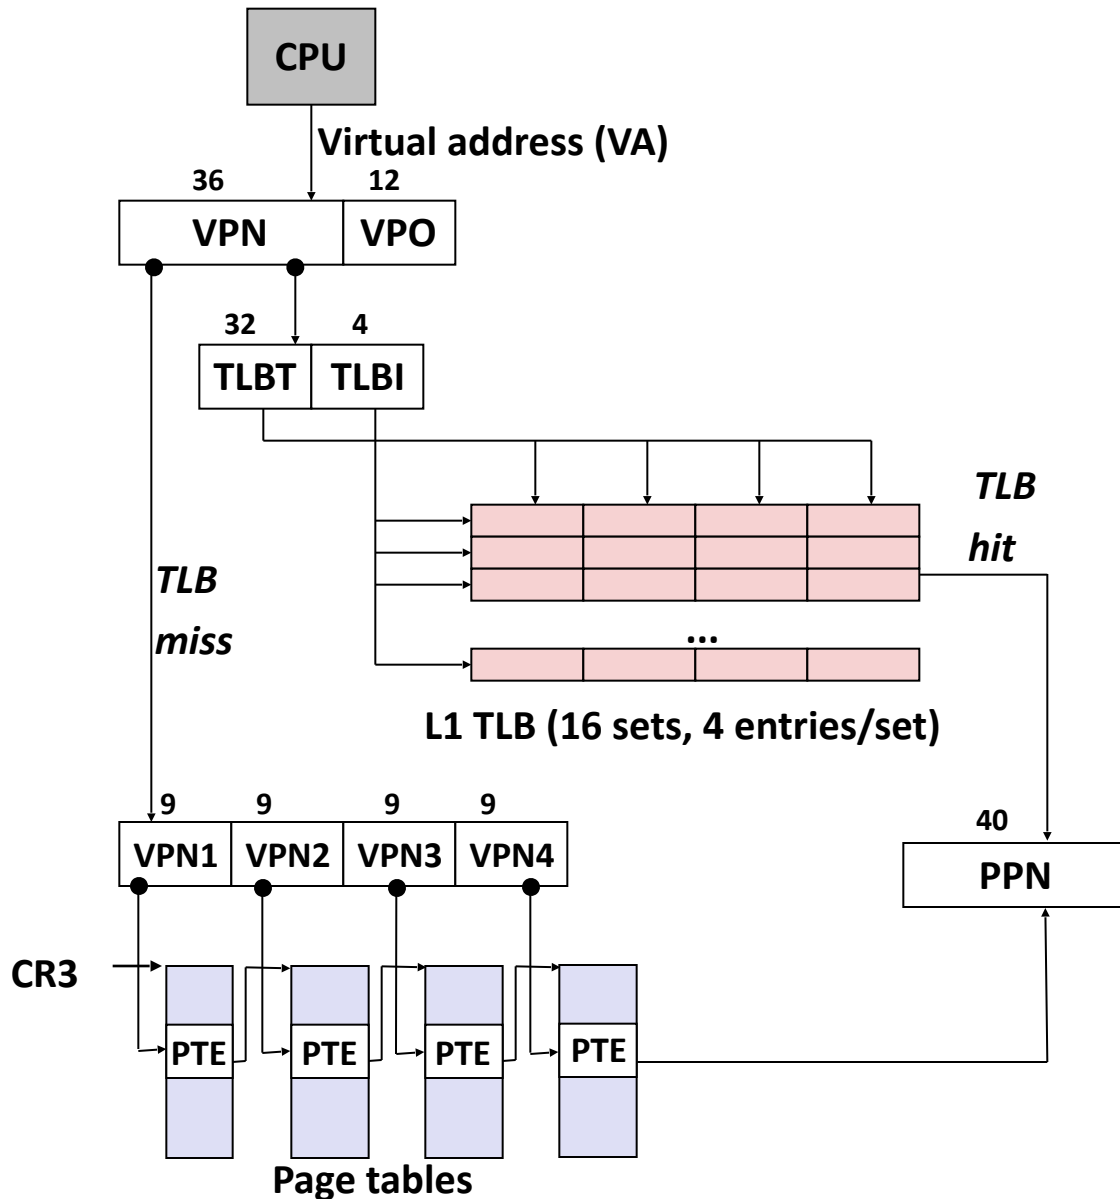 CPU
Virtual address (VA)
36 12
VPN VPO
32 4
TLBT TLBI
TLB
hit
TLB
miss
...
L1 TLB (16 sets, 4 entries/set)
9 9 9 9
VPN1 VPN2 VPN3 VPN4
40
PPN
CR3
PTE PTE PTE PTE
Page tables